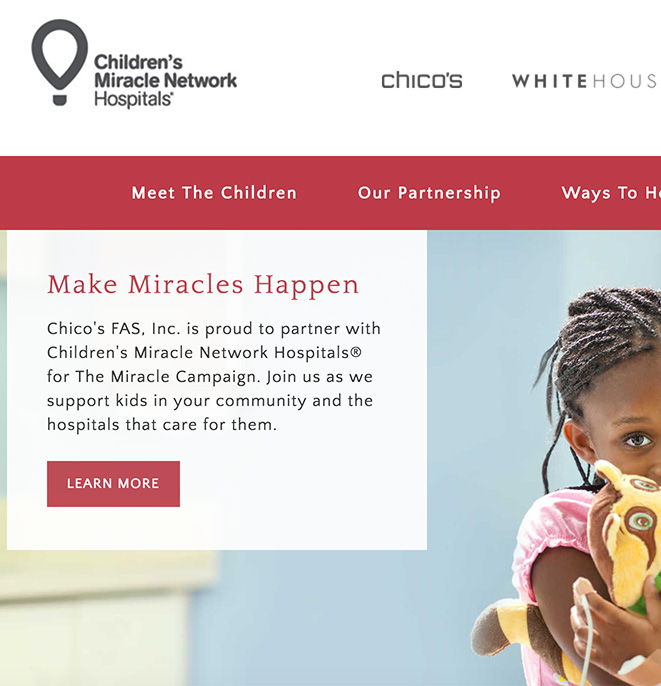 Children's
Miracle Network
Hospitals®
chico's
WHITEHOUS
Meet The Children
Our Partnership
Ways To H
Make Miracles Happen
Chico's FAS, Inc. is proud to partner with
Children's Miracle Network Hospitals®
for The Miracle Campaign. Join us as we
support kids in your community and the
hospitals that care for them.
LEARN MORE